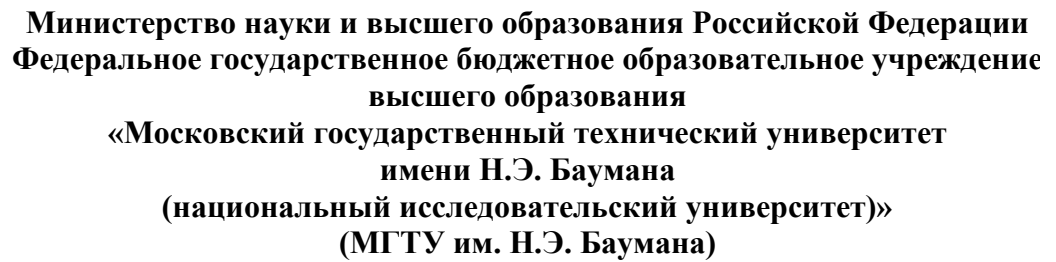 Министерство науки и высшего образования Российской Федерации
Федеральное государственное бюджетное образовательное учреждение
высшего образования
«Московский государственный технический университет
имени Н.Э. Баумана
(национальный исследовательский университет)»
(МГТУ им. Н.Э. Баумана)